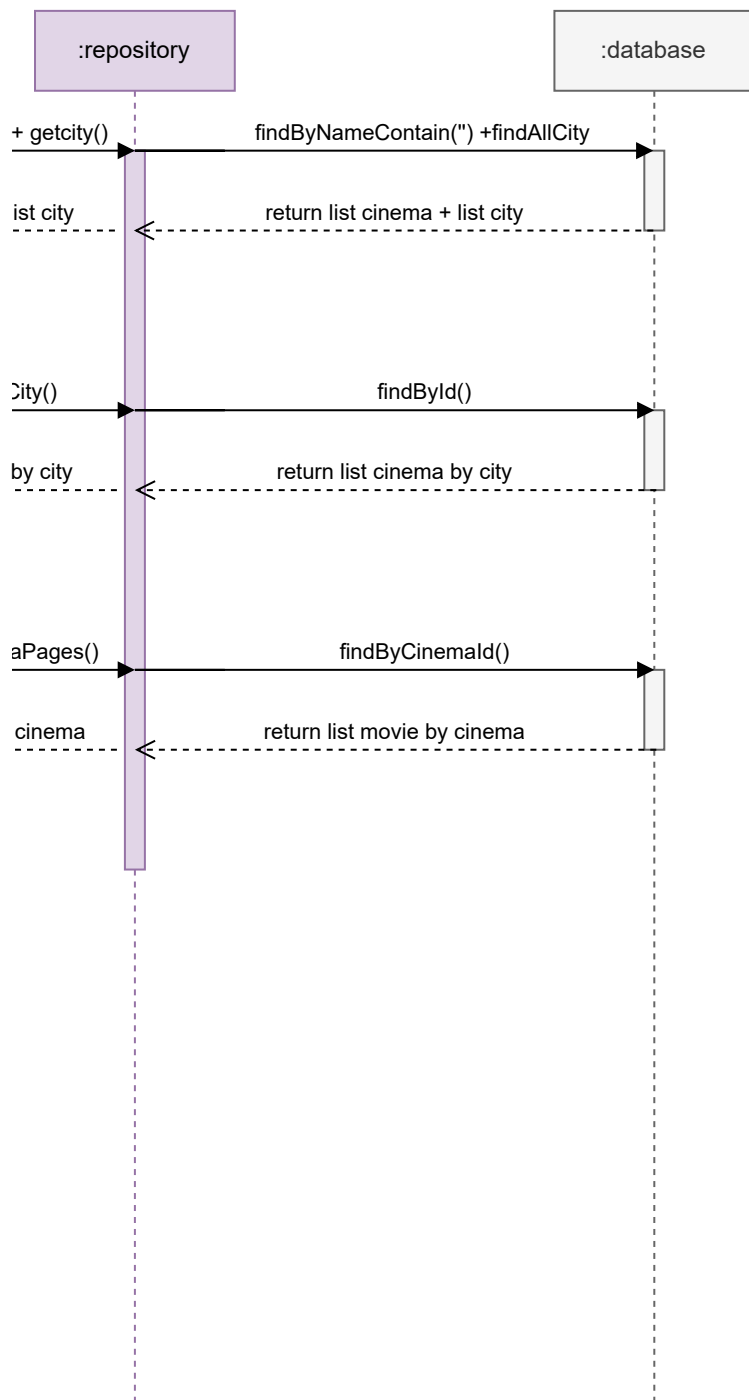 :repository
:database
+ getcity()
findByNameContain('') +findAllCity
ist city
return list cinema + list city
City()
findById()
by city
return list cinema by city
aPages()
findByCinemaId()
cinema
return list movie by cinema